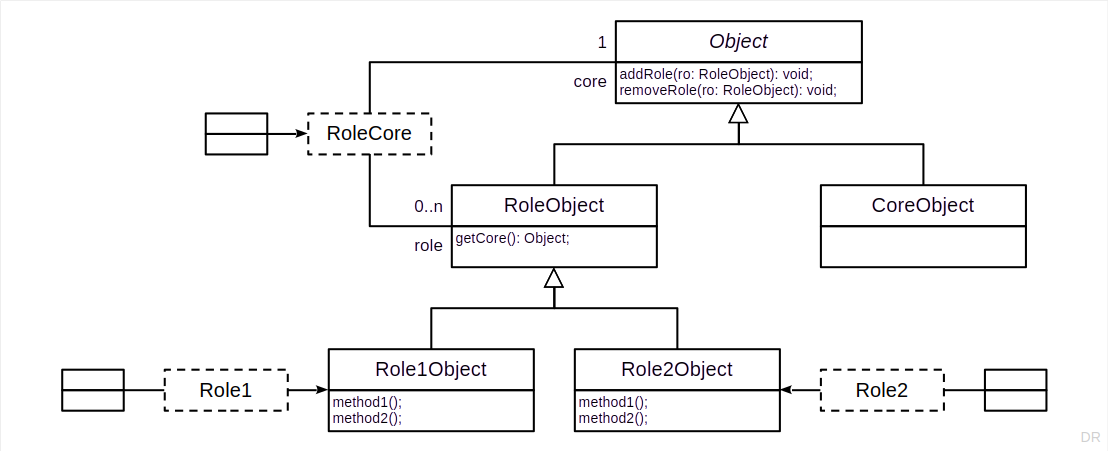 1
Object
core
addRole(ro: RoleObject): void;
removeRole(ro: RoleObject): void;
RoleCore
0..n
role
RoleObject
getCore(): Object;
CoreObject
Role1
Role1Object
method1();
method2();
Role2Object
method1();
method2();
Role2
DR